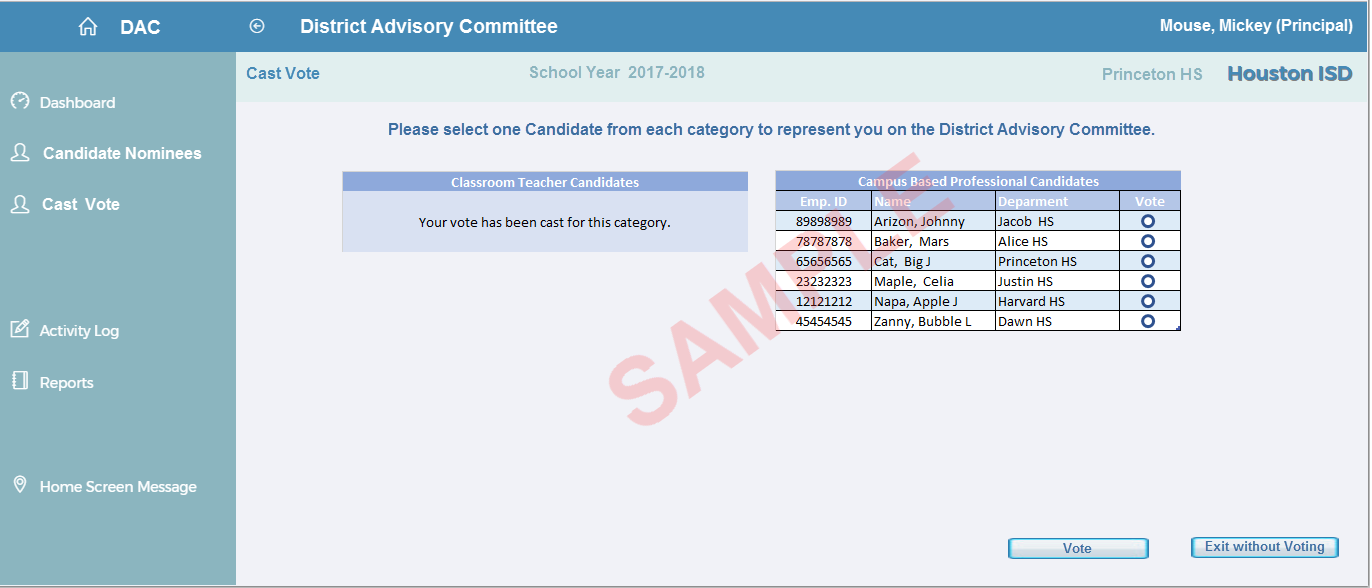 DAC
District Advisory Committee
Mouse, Mickey (Principal)
Cast Vote
School Year 2017-2018
Princeton HS
Houston ISD
Dashboard
Candidate Nominees
Cast Vote
Activity Log
Reports
Home Screen Message
Please select one Candidate from each category to represent you on the District Advisory Committee.
Classroom Teacher Candidates
Your vote has been cast for this category.
Campus Based Professional Candidates
Emp. ID Name Deparment Vote
89898989 Arizon, Johnny Jacob HS
78787878 Baker, Mars Alice HS
65656565 Cat, Big J Princeton HS
23232323 Maple, Celia Justin HS
12121212 Napa, Apple J Harvard HS
45454545 Zanny, Bubble L Dawn HS
SAMPLE
Vote
Exit without Voting